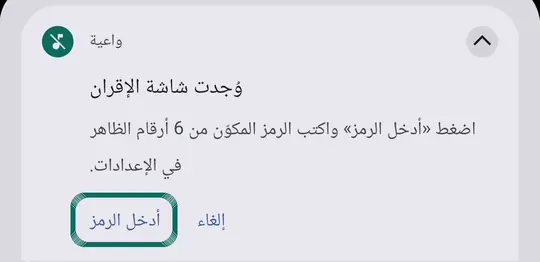 واعية
وُجدت شاشة الإقران
اضغط «أدخل الرمز» واكتب الرمز المكوّن من 6 أرقام الظاهر
في الإعدادات.
إلغاء
أدخل الرمز